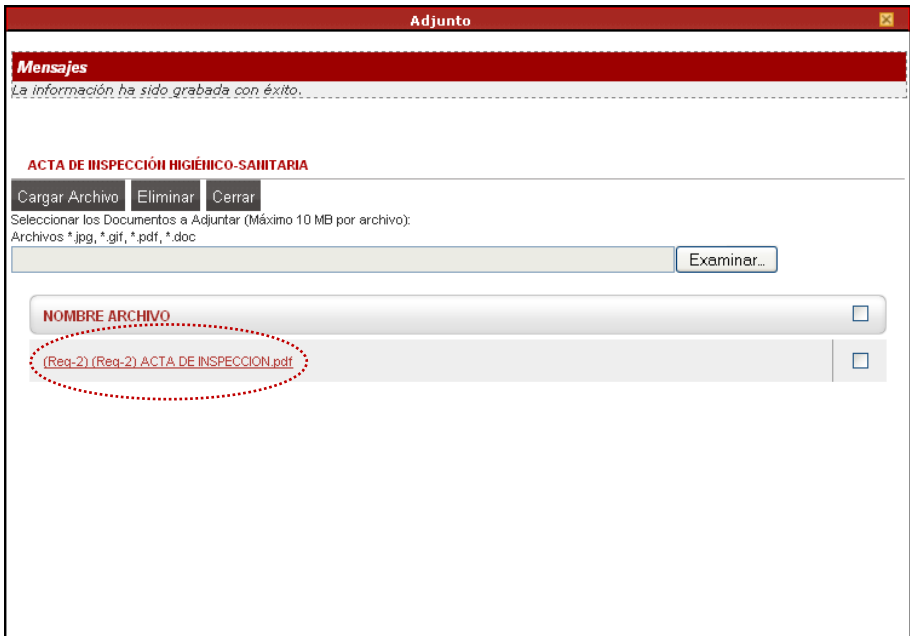 Adjunto
Mensajes
La información ha sido grabada con éxito.
ACTA DE INSPECCIÓN HIGIÉNICO-SANITARIA
Cargar Archivo Eliminar Cerrar
Seleccionar los Documentos a Adjuntar (Máximo 10 MB por archivo):
Archivos *.jpg, *.gif, *.pdf, *.doc
Examinar...
NOMBRE ARCHIVO
(Req-2) (Req-2) ACTA DE INSPECCION.pdf